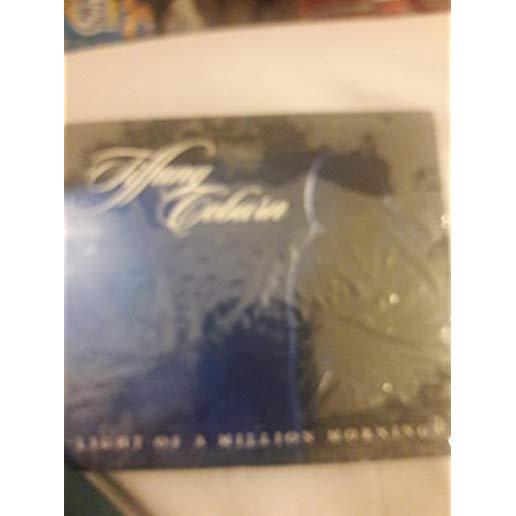 Tiffany
Coburn
LIGHT OF A MILLION MORNINGS